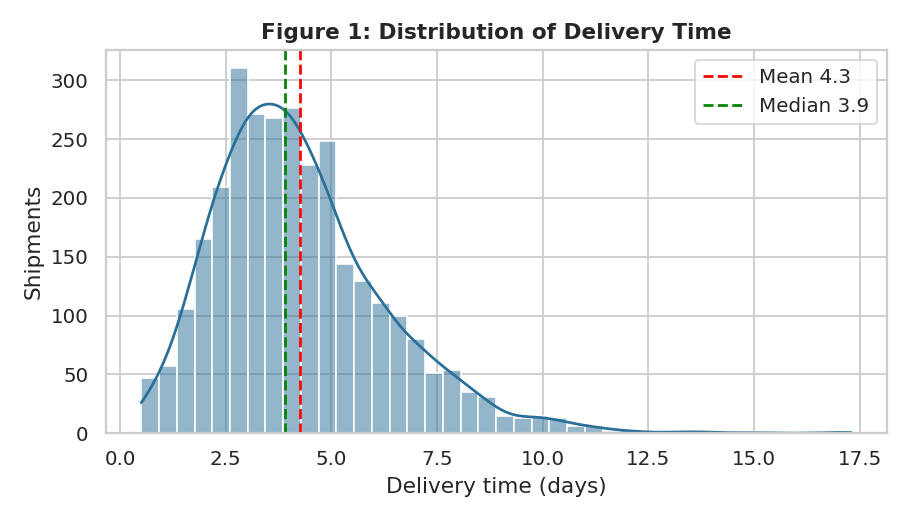 Figure 1: Distribution of Delivery Time
Mean 4.3
Median 3.9
Shipments
300
250
200
150
100
50
0
0.0 2.5 5.0 7.5 10.0 12.5 15.0 17.5
Delivery time (days)